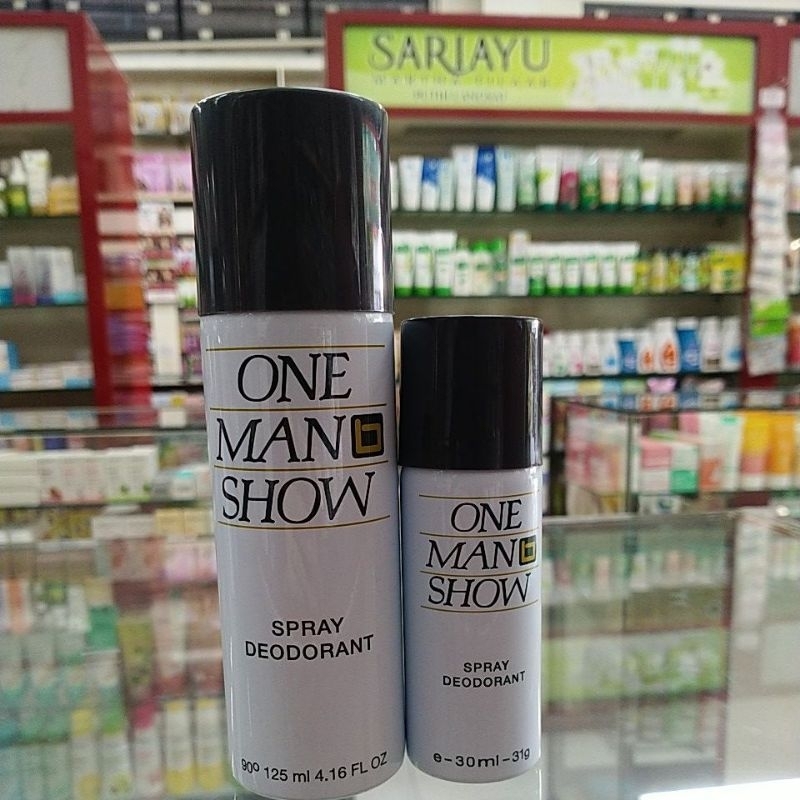 SARIAYU
ONE
MAN
SHOW
SPRAY
DEODORANT
90º 125 ml 4.16 FL OZ
ONE
MAN
SHOW
SPRAY
DEODORANT
e-30ml-31g